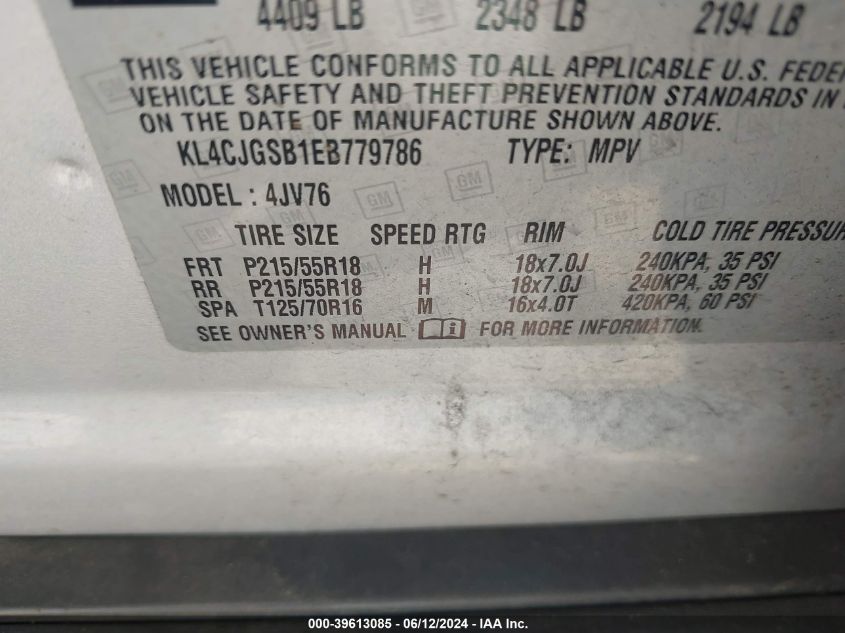 4409 LB 2348 LB 2194 LB
THIS VEHICLE CONFORMS TO ALL APPLICABLE U.S. FEDER
VEHICLE SAFETY AND THEFT PREVENTION STANDARDS IN
ON THE DATE OF MANUFACTURE SHOWN ABOVE.
KL4CJGSB1EB779786 TYPE: MPV
MODEL : 4JV76
TIRE SIZE SPEED RTG RIM COLD TIRE PRESSUR
FRT P215/55R18 H 18x7.0J 240KPA, 35 PSI
RR P215/55R18 H 18x7.0J 240KPA, 35 PSI
SPA T125/70R16 M 16x4.0T 420KPA, 60 PSI
SEE OWNER'S MANUAL i FOR MORE INFORMATION.
000-39613085 - 06/12/2024 - IAA Inc.